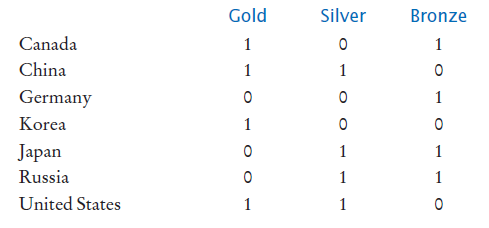 Gold Silver Bronze
Canada 1 0 1
China 1 1 0
Germany 0 0 1
Korea 1 0 0
Japan 0 1 1
Russia 0 1 1
United States 1 1 0